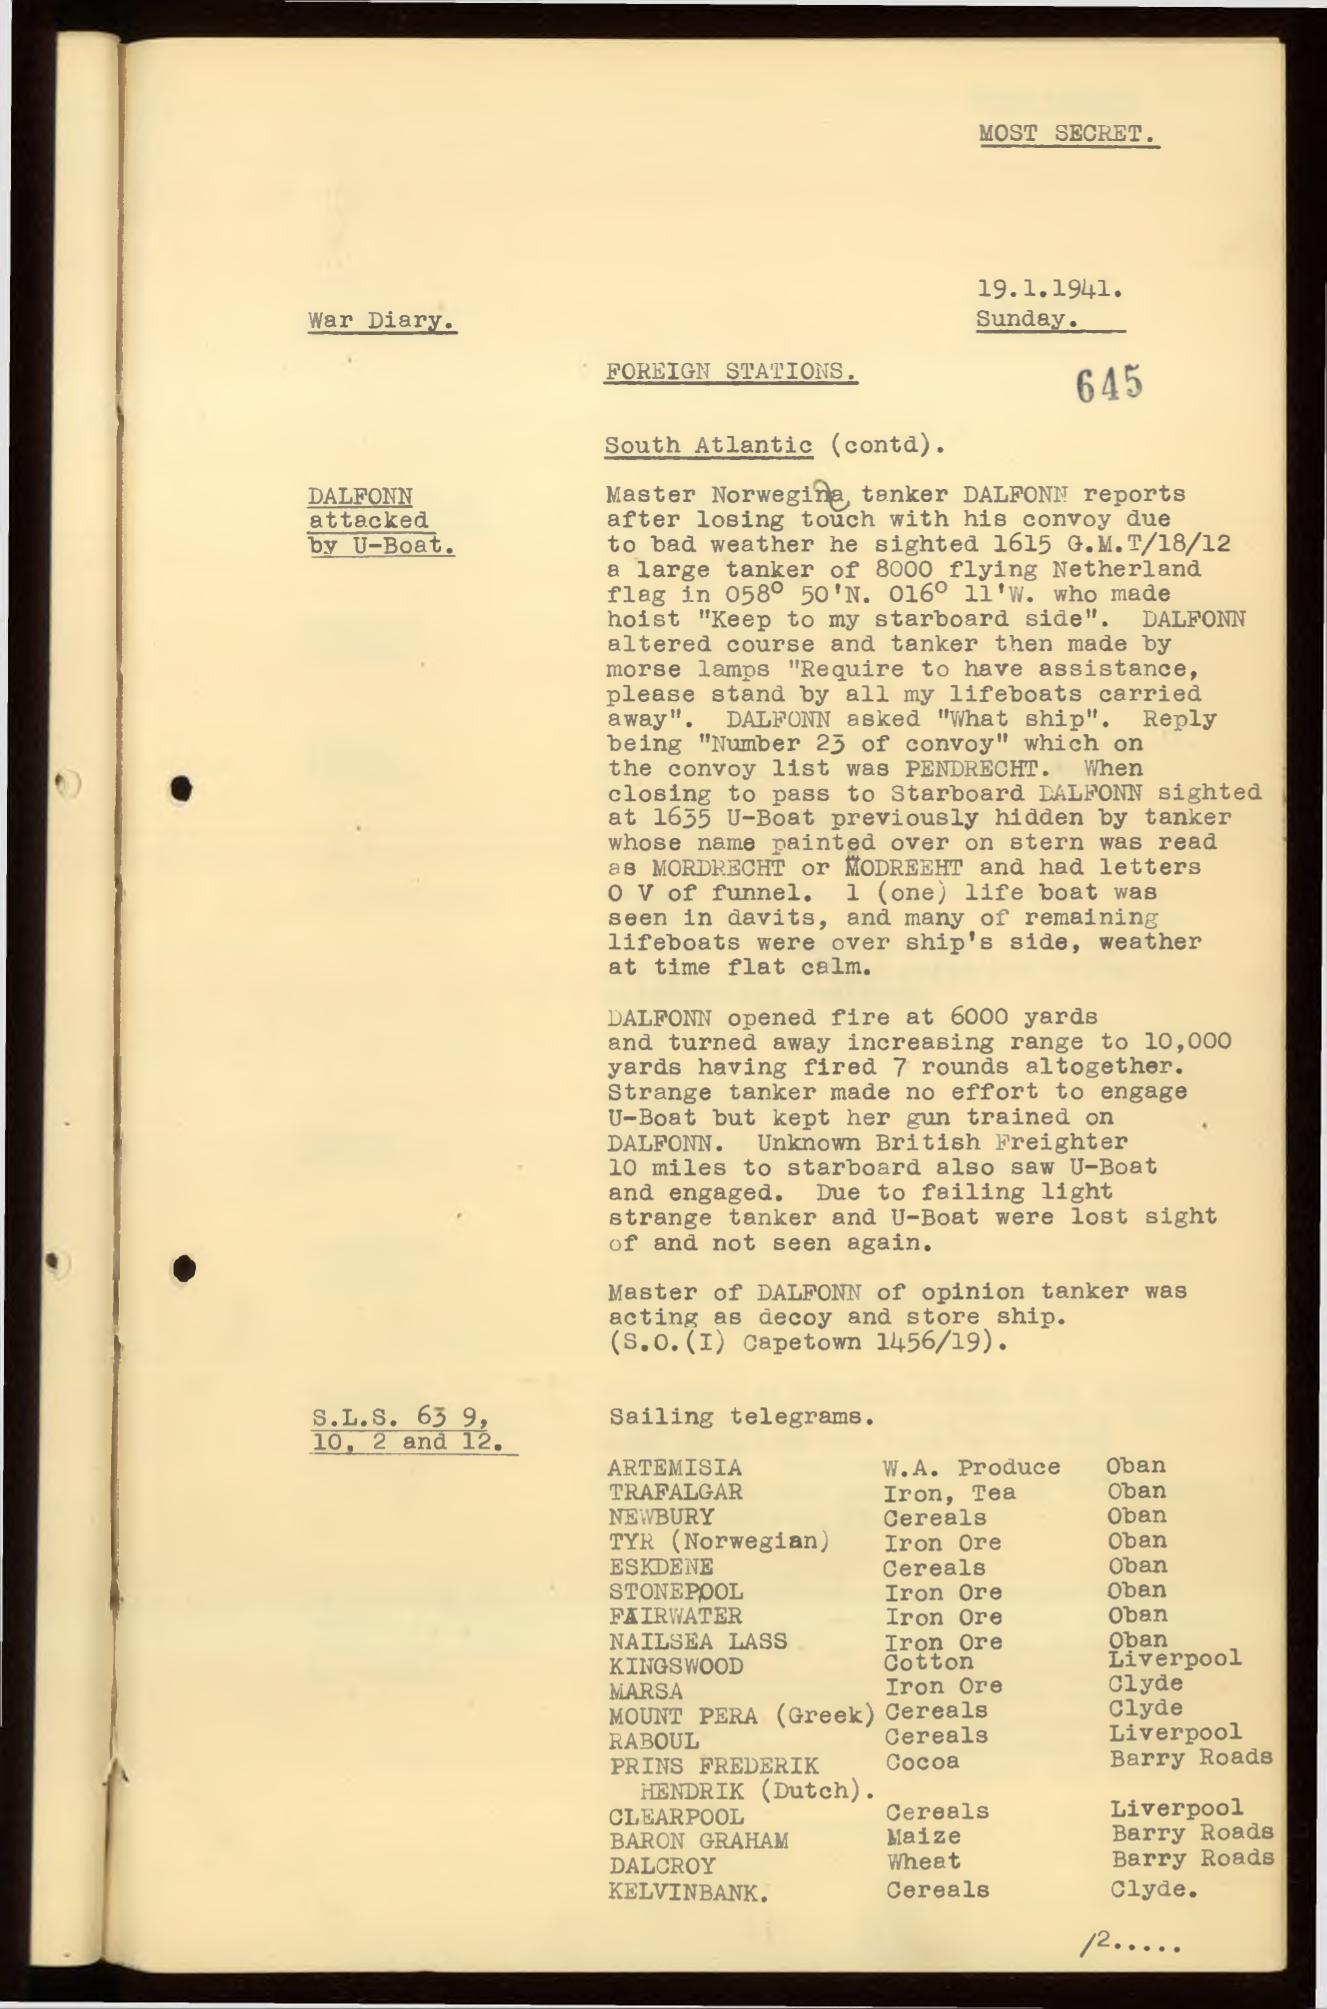 MOST SECRET.
19.1.1941.
War Diary.
Sunday.
FOREIGN STATIONS.
645
South Atlantic (contd).
DALFONN
attacked
by U-Boat.
Master Norwegina tanker DALFONN reports
after losing touch with his convoy due
to bad weather he sighted 1615 G.M.T/18/12
a large tanker of 8000 flying Netherland
flag in 058° 50'N. 016° 11'W. who made
hoist "Keep to my starboard side". DALFONN
altered course and tanker then made by
morse lamps "Require to have assistance,
please stand by all my lifeboats carried
away". DALFONN asked "What ship". Reply
being "Number 23 of convoy" which on
the convoy list was PENDRECHT. When
closing to pass to Starboard DALFONN sighted
at 1635 U-Boat previously hidden by tanker
whose name painted over on stern was read
as MORDRECHT or MODREEHT and had letters
O V of funnel. 1 (one) life boat was
seen in davits, and many of remaining
lifeboats were over ship's side, weather
at time flat calm.
DALFONN opened fire at 6000 yards
and turned away increasing range to 10,000
yards having fired 7 rounds altogether.
Strange tanker made no effort to engage
U-Boat but kept her gun trained on
DALFONN. Unknown British Freighter
10 miles to starboard also saw U-Boat
and engaged. Due to failing light
strange tanker and U-Boat were lost sight
of and not seen again.
Master of DALFONN of opinion tanker was
acting as decoy and store ship.
(S.O.(I) Capetown 1456/19).
S.L.S. 63 9,
10, 2 and 12.
Sailing telegrams.
ARTEMISIA W.A. Produce Oban
TRAFALGAR Iron, Tea Oban
NEWBURY Cereals Oban
TYR (Norwegian) Iron Ore Oban
ESKDENE Cereals Oban
STONEPOOL Iron Ore Oban
FAIRWATER Iron Ore Oban
NAILSEA LASS Iron Ore Oban
KINGSWOOD Cotton Liverpool
MARSA Iron Ore Clyde
MOUNT PERA (Greek) Cereals Clyde
RABOUL Cereals Liverpool
PRINS FREDERIK Cocoa Barry Roads
HENDRIK (Dutch).
CLEARPOOL Cereals Liverpool
BARON GRAHAM Maize Barry Roads
DALCROY Wheat Barry Roads
KELVINBANK. Cereals Clyde.
/2.....